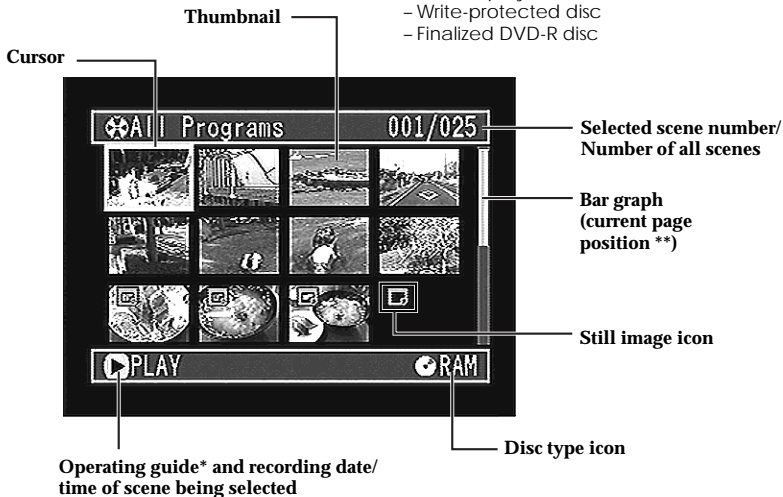 – Write-protected disc
– Finalized DVD-R disc
Thumbnail
Cursor
All Programs 001/025
Selected scene number/
Number of all scenes
Bar graph
(current page
position **)
Still image icon
PLAY RAM
Disc type icon
Operating guide* and recording date/
time of scene being selected